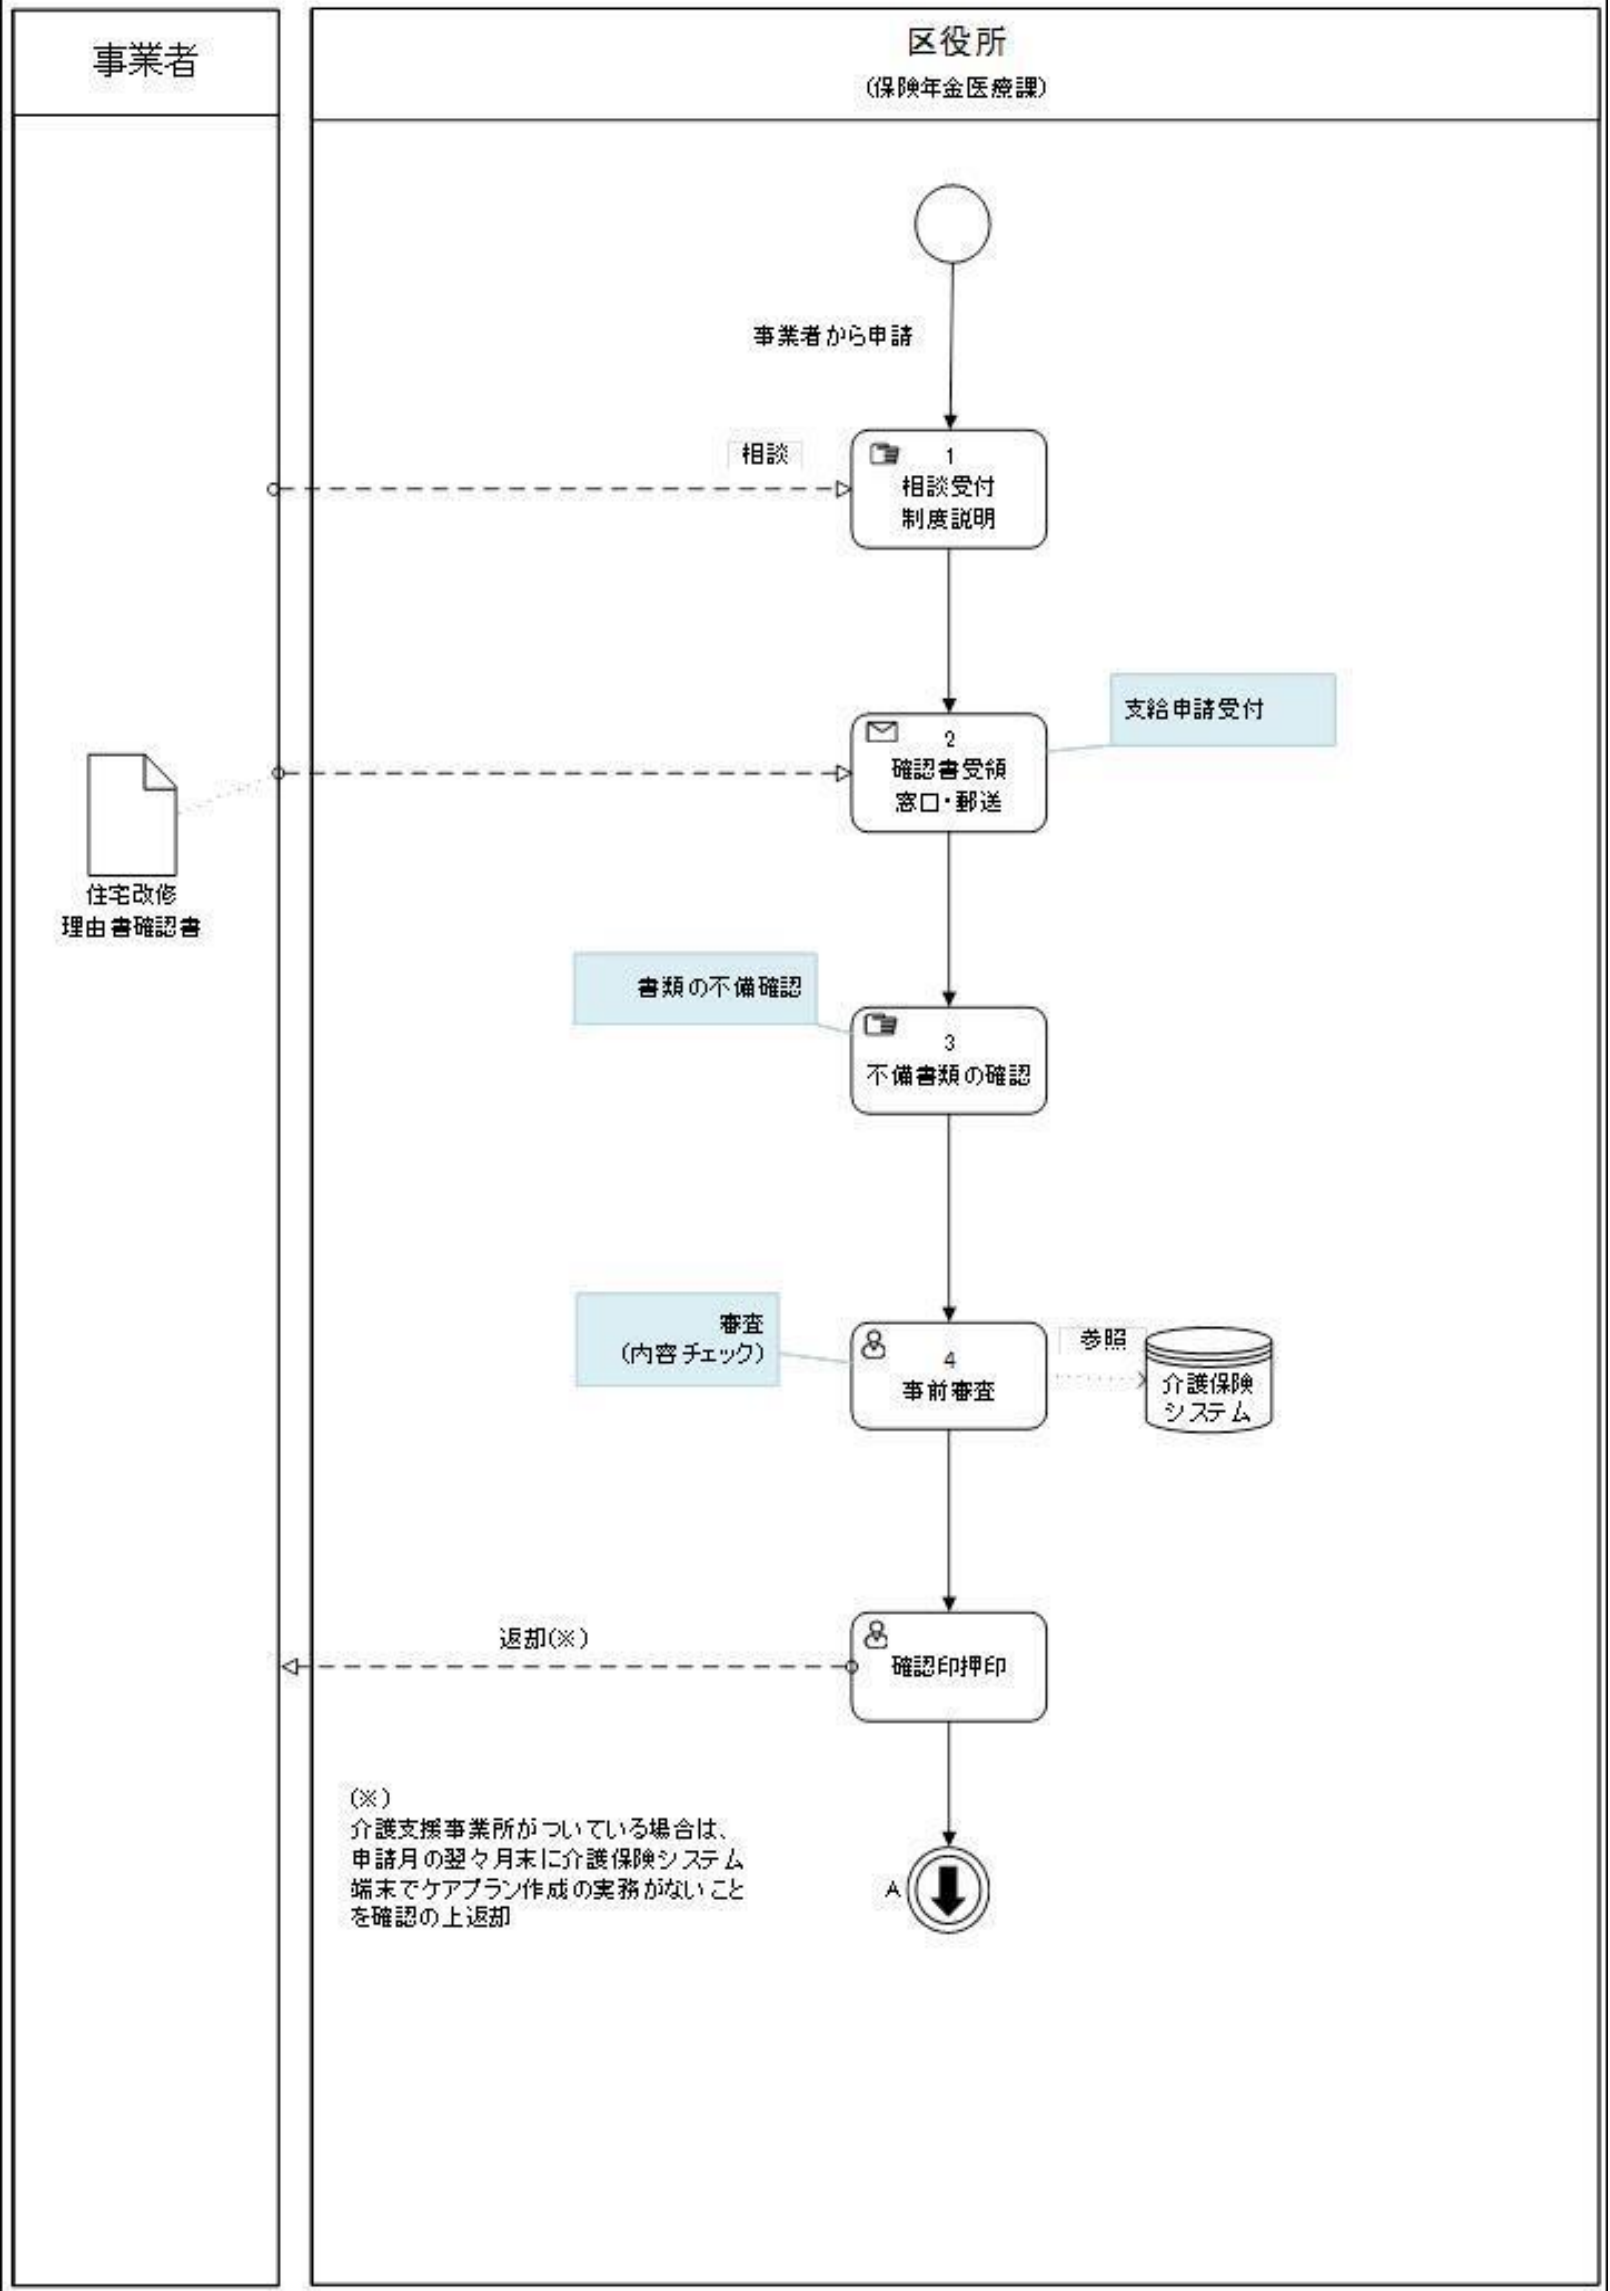 事業者
区役所
(保険年金医療課)
事業者から申請
相談
1
相談受付
制度説明
支給申請受付
2
確認書受領
窓口・郵送
住宅改修
理由書確認書
書類の不備確認
3
不備書類の確認
審査
(内容チェック)
4
事前審査
参照
介護保険
システム
返却(※)
確認印押印
(※)
介護支援事業所がついている場合は、
申請月の翌々月末に介護保険システム
端末でケアプラン作成の実務がないこと
を確認の上返却
A